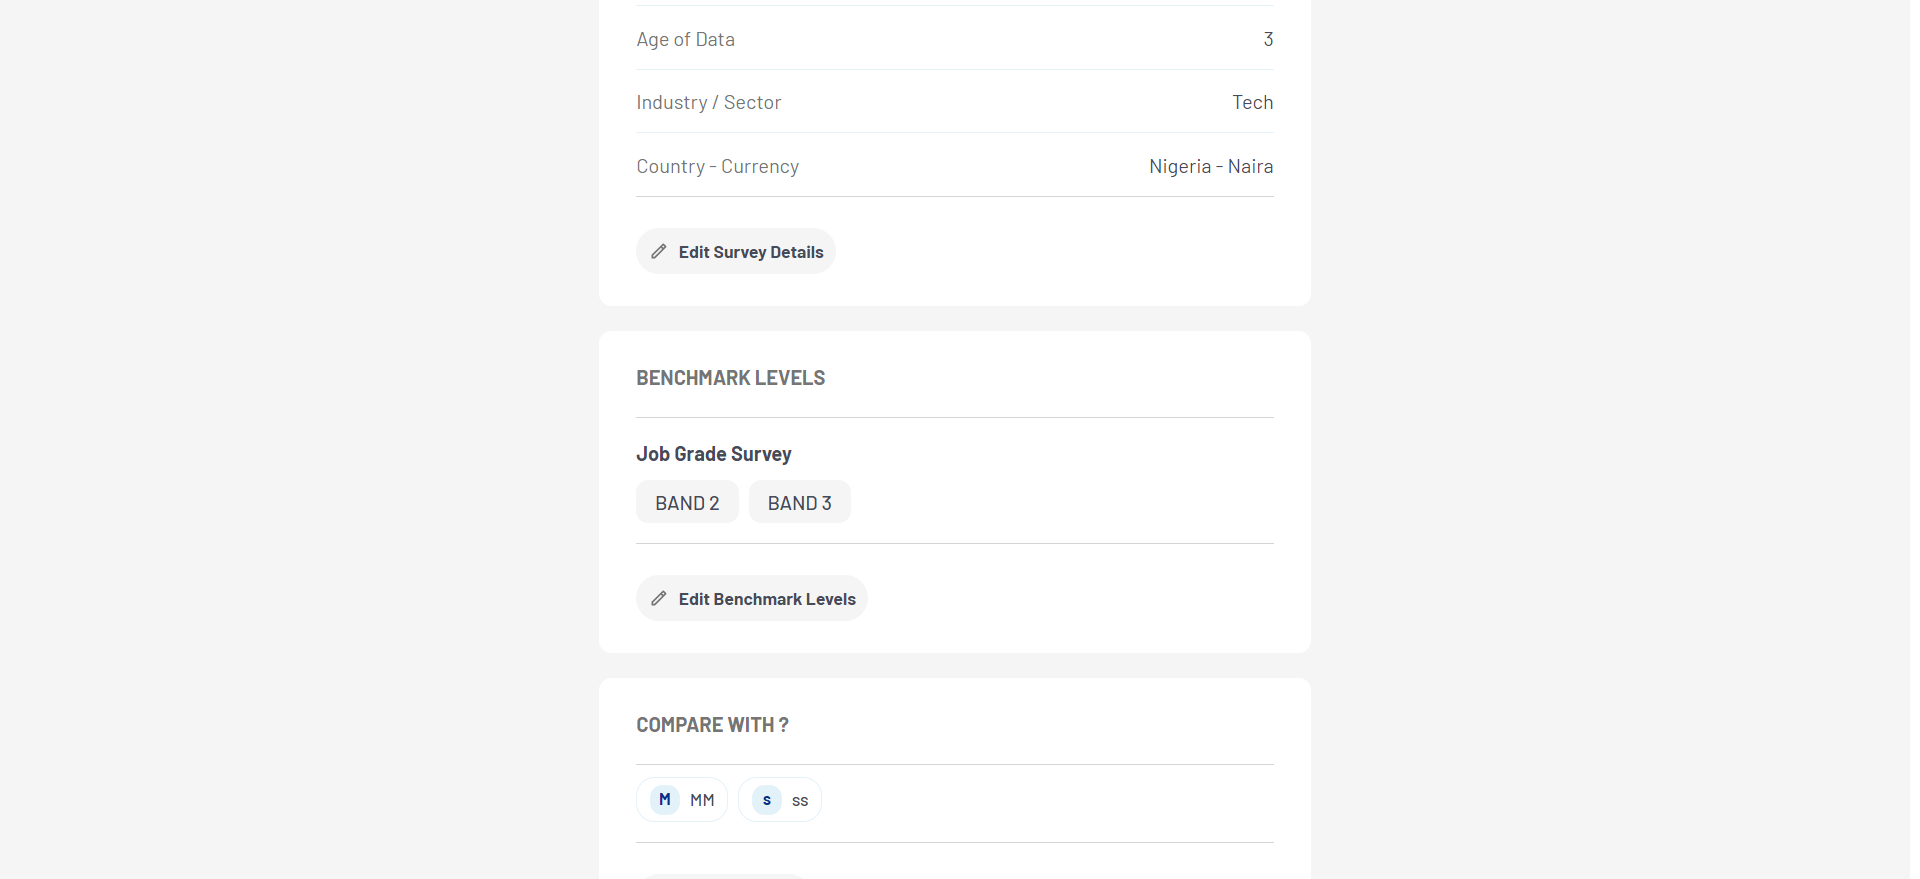 Age of Data 3
Industry / Sector Tech
Country - Currency Nigeria - Naira
Edit Survey Details
BENCHMARK LEVELS
Job Grade Survey
BAND 2 BAND 3
Edit Benchmark Levels
COMPARE WITH ?
M MM s ss